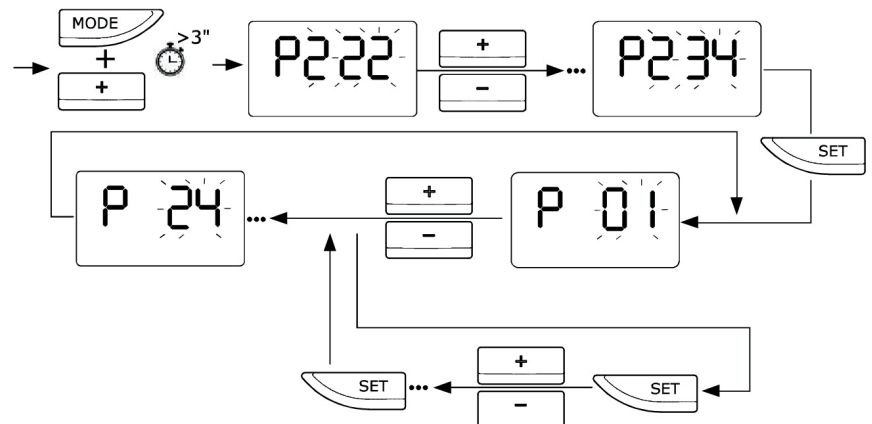 MODE
>3"
+
+
P222
+
−
•••
P234
SET
P 24
•••
+
−
P 01
SET
•••
+
−
SET